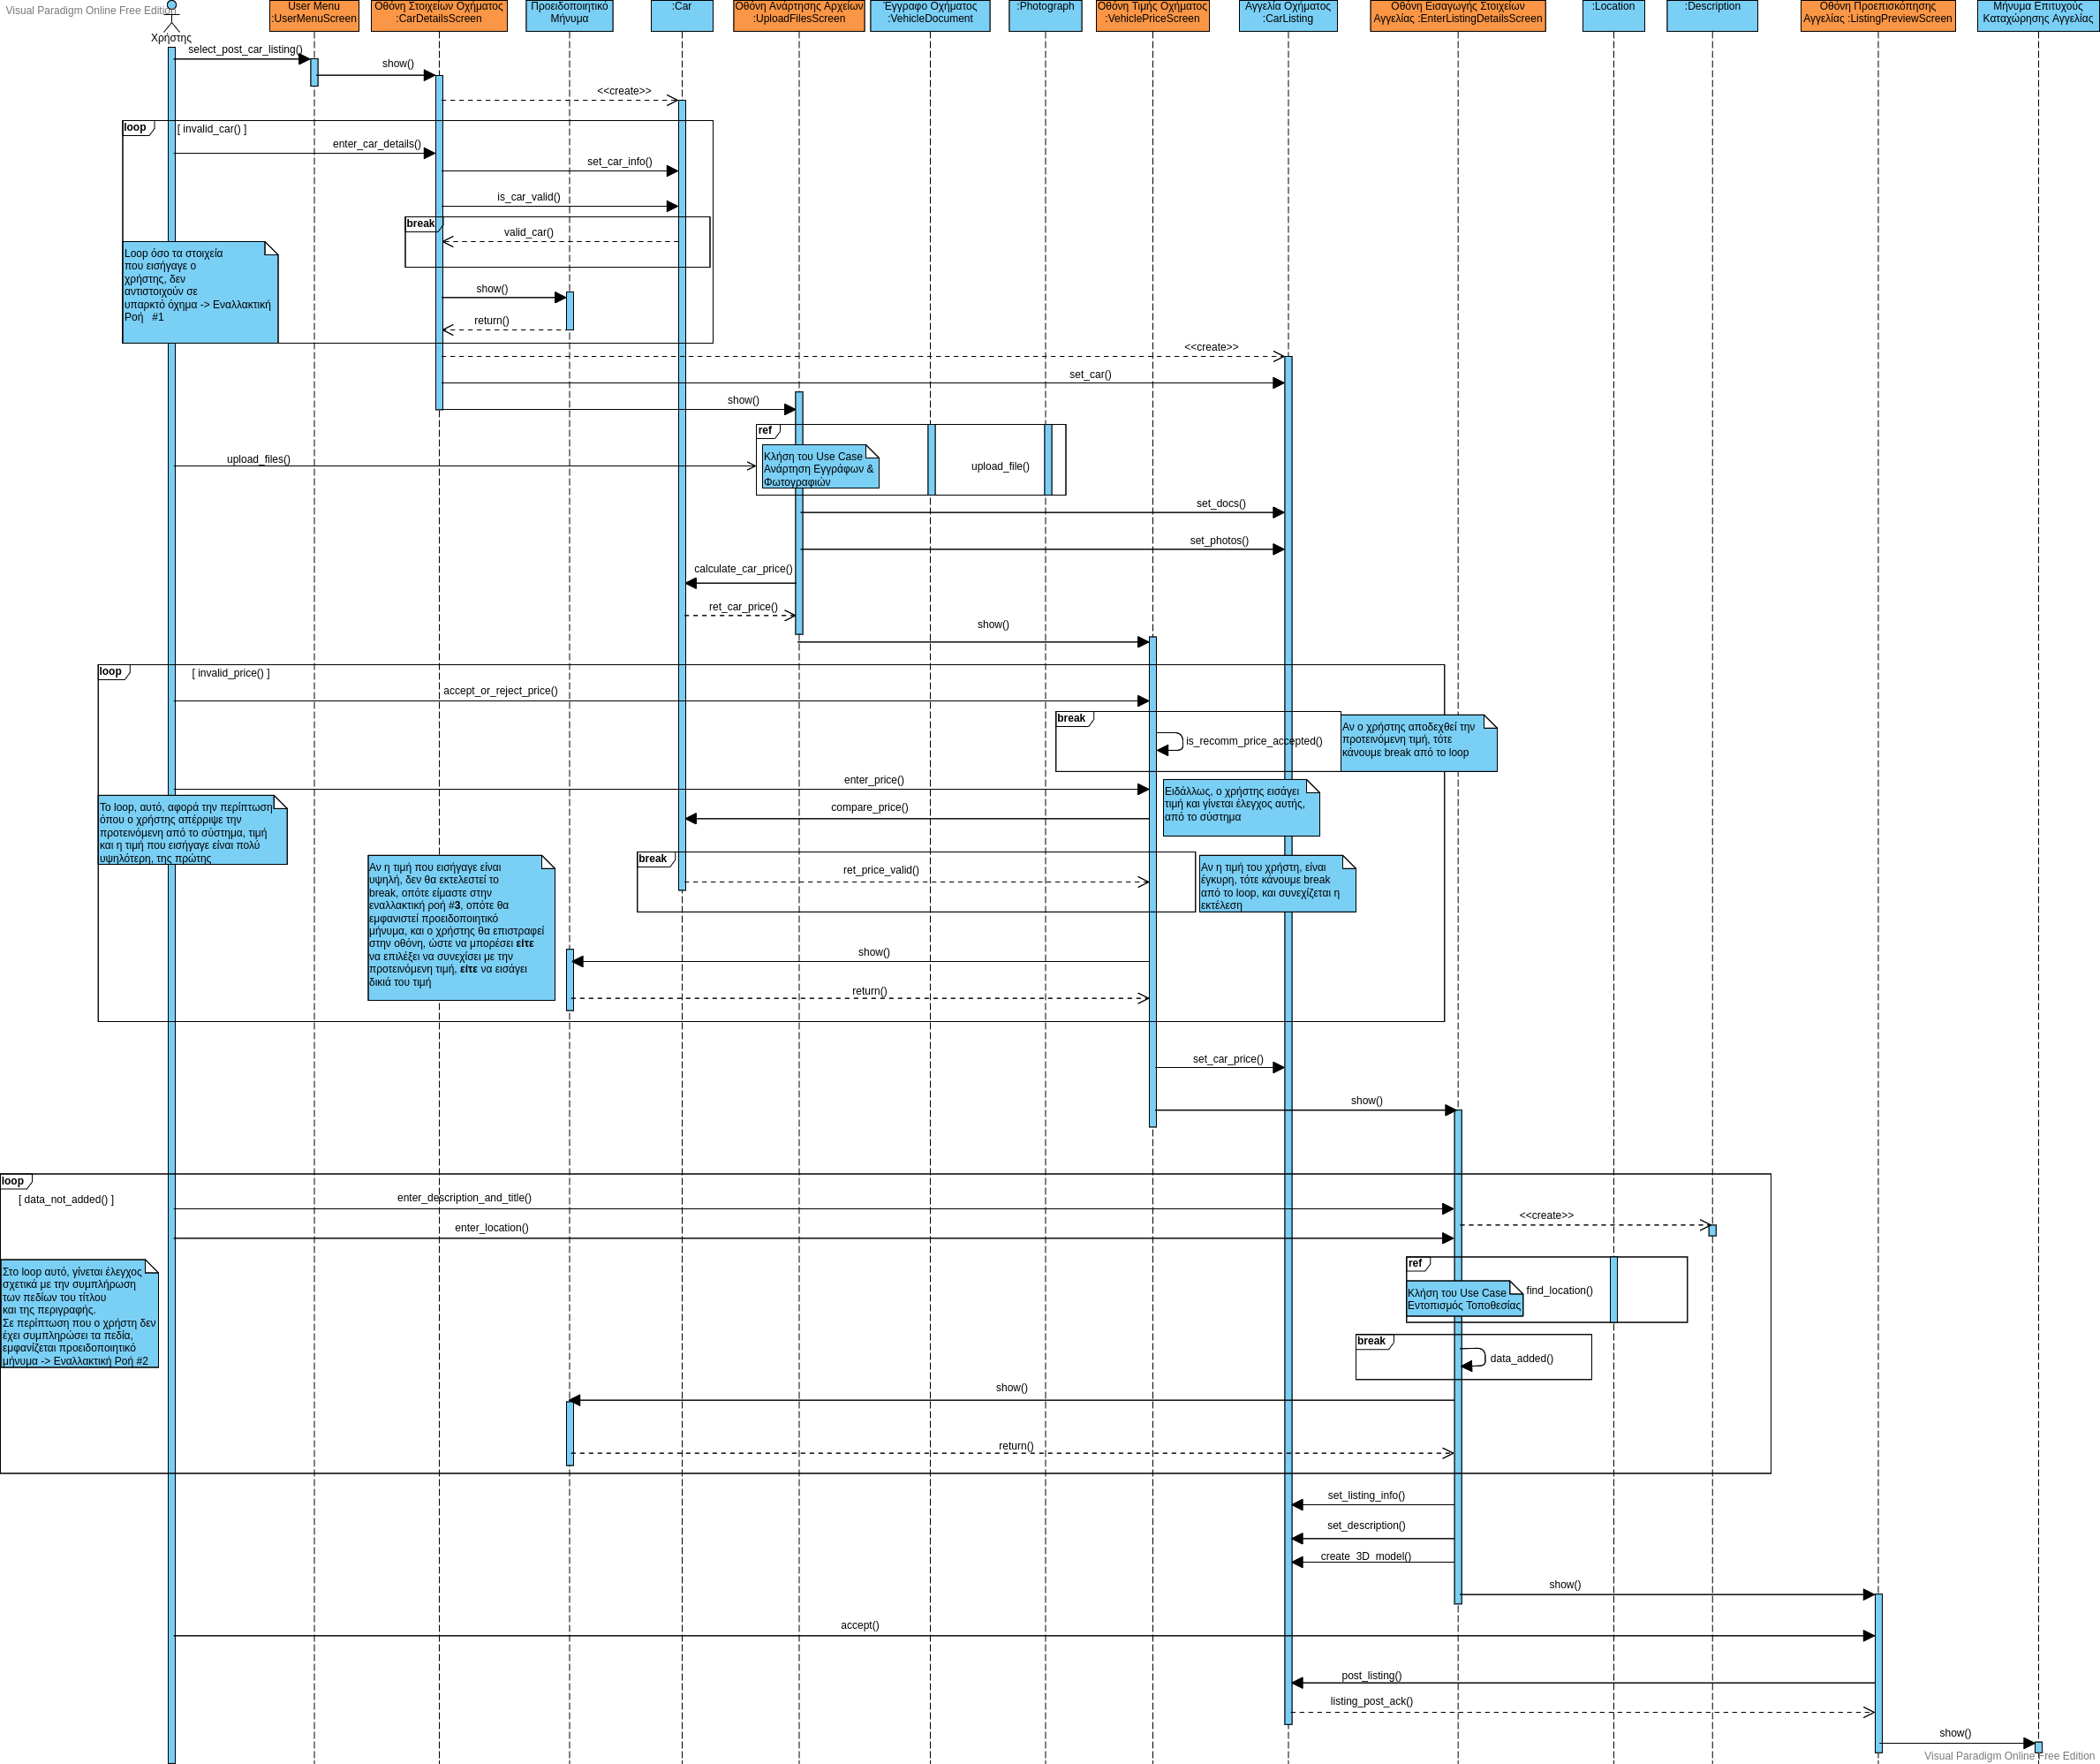 Visual Paradigm Online Free Edition
Χρήστης
User Menu
:UserMenuScreen
Οθόνη Στοιχείων Οχήματος
:CarDetailsScreen
Προειδοποιητικό
Μήνυμα
:Car
Οθόνη Ανάρτησης Αρχείων
:UploadFilesScreen
Έγγραφο Οχήματος
:VehicleDocument
:Photograph
Οθόνη Τιμής Οχήματος
:VehiclePriceScreen
Αγγελία Οχήματος
:CarListing
Οθόνη Εισαγωγής Στοιχείων
Αγγελίας :EnterListingDetailsScreen
:Location
:Description
Οθόνη Προεπισκόπησης
Αγγελίας :ListingPreviewScreen
Μήνυμα Επιτυχούς
Καταχώρησης Αγγελίας
select_post_car_listing()
show()
<<create>>
loop
[ invalid_car() ]
enter_car_details()
set_car_info()
is_car_valid()
break
valid_car()
Loop όσο τα στοιχεία
που εισήγαγε ο
χρήστης, δεν
αντιστοιχούν σε
υπαρκτό όχημα -> Εναλλακτική
Ροή #1
show()
return()
<<create>>
set_car()
show()
ref
Κλήση του Use Case
Ανάρτηση Εγγράφων &
Φωτογραφιών
upload_files()
upload_file()
set_docs()
set_photos()
calculate_car_price()
ret_car_price()
show()
loop
[ invalid_price() ]
accept_or_reject_price()
break
is_recomm_price_accepted()
Αν ο χρήστης αποδεχθεί την
προτεινόμενη τιμή, τότε
κάνουμε break από το loop
enter_price()
Ειδάλλως, ο χρήστης εισάγει
τιμή και γίνεται έλεγχος αυτής,
από το σύστημα
compare_price()
Το loop, αυτό, αφορά την περίπτωση
όπου ο χρήστης απέρριψε την
προτεινόμενη από το σύστημα, τιμή
και η τιμή που εισήγαγε είναι πολύ
υψηλότερη, της πρώτης
break
ret_price_valid()
Αν η τιμή του χρήστη, είναι
έγκυρη, τότε κάνουμε break
από το loop, και συνεχίζεται η
εκτέλεση
Αν η τιμή που εισήγαγε είναι
υψηλή, δεν θα εκτελεστεί το
break, οπότε είμαστε στην
εναλλακτική ροή #3, οπότε θα
εμφανιστεί προειδοποιητικό
μήνυμα, και ο χρήστης θα επιστραφεί
στην οθόνη, ώστε να μπορέσει είτε
να επιλέξει να συνεχίσει με την
προτεινόμενη τιμή, είτε να εισάγει
δικιά του τιμή
show()
return()
set_car_price()
show()
loop
[ data_not_added() ]
enter_description_and_title()
<<create>>
enter_location()
ref
Κλήση του Use Case
Εντοπισμός Τοποθεσίας
find_location()
Στο loop αυτό, γίνεται έλεγχος
σχετικά με την συμπλήρωση
των πεδίων του τίτλου
και της περιγραφής.
Σε περίπτωση που ο χρήστη δεν
έχει συμπληρώσει τα πεδία,
εμφανίζεται προειδοποιητικό
μήνυμα -> Εναλλακτική Ροή #2
break
data_added()
show()
return()
set_listing_info()
set_description()
create_3D_model()
show()
accept()
post_listing()
listing_post_ack()
show()
Visual Paradigm Online Free Edition